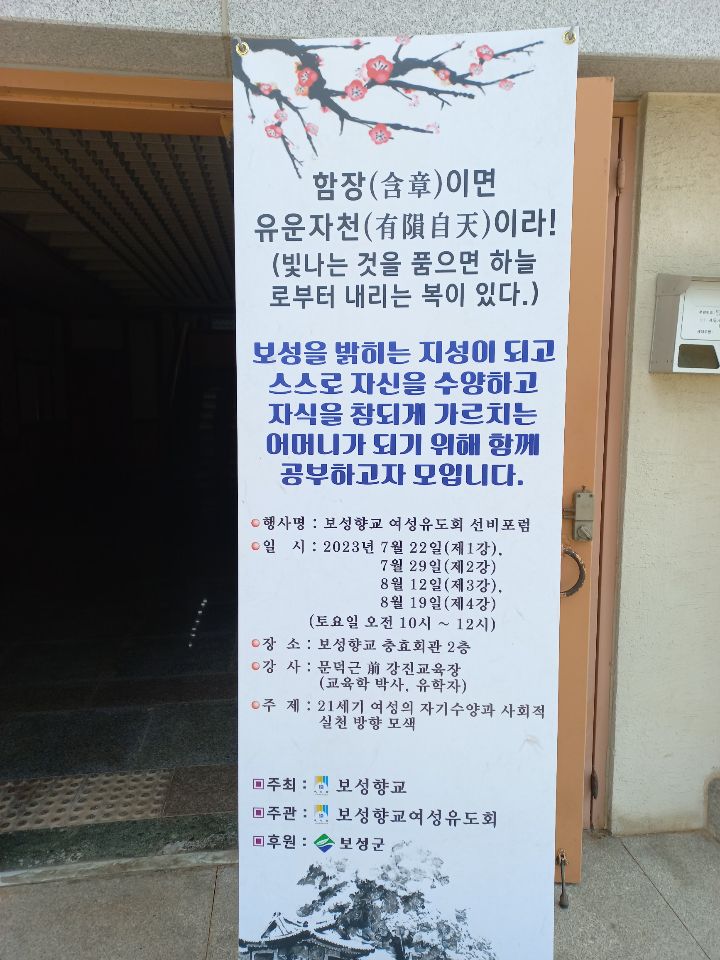 함장(含章)이면
유운자천(有隕自天)이라!
(빛나는 것을 품으면 하늘
로부터 내리는 복이 있다.)
보성을 밝히는 지성이 되고
스스로 자신을 수양하고
자식을 참되게 가르치는
어머니가 되기 위해 함께
공부하고자 모입니다.
행사명 : 보성향교 여성유도회 선비포럼
일 시 : 2023년 7월 22일(제1강),
7월 29일(제2강)
8월 12일(제3강),
8월 19일(제4강)
(토요일 오전 10시 ~ 12시)
장 소 : 보성향교 충효회관 2층
강 사 : 문덕근 前 강진교육장
(교육학 박사, 유학자)
주 제 : 21세기 여성의 자기수양과 사회적
실천 방향 모색
주최 : 보성향교
주관 : 보성향교여성유도회
후원 : 보성군